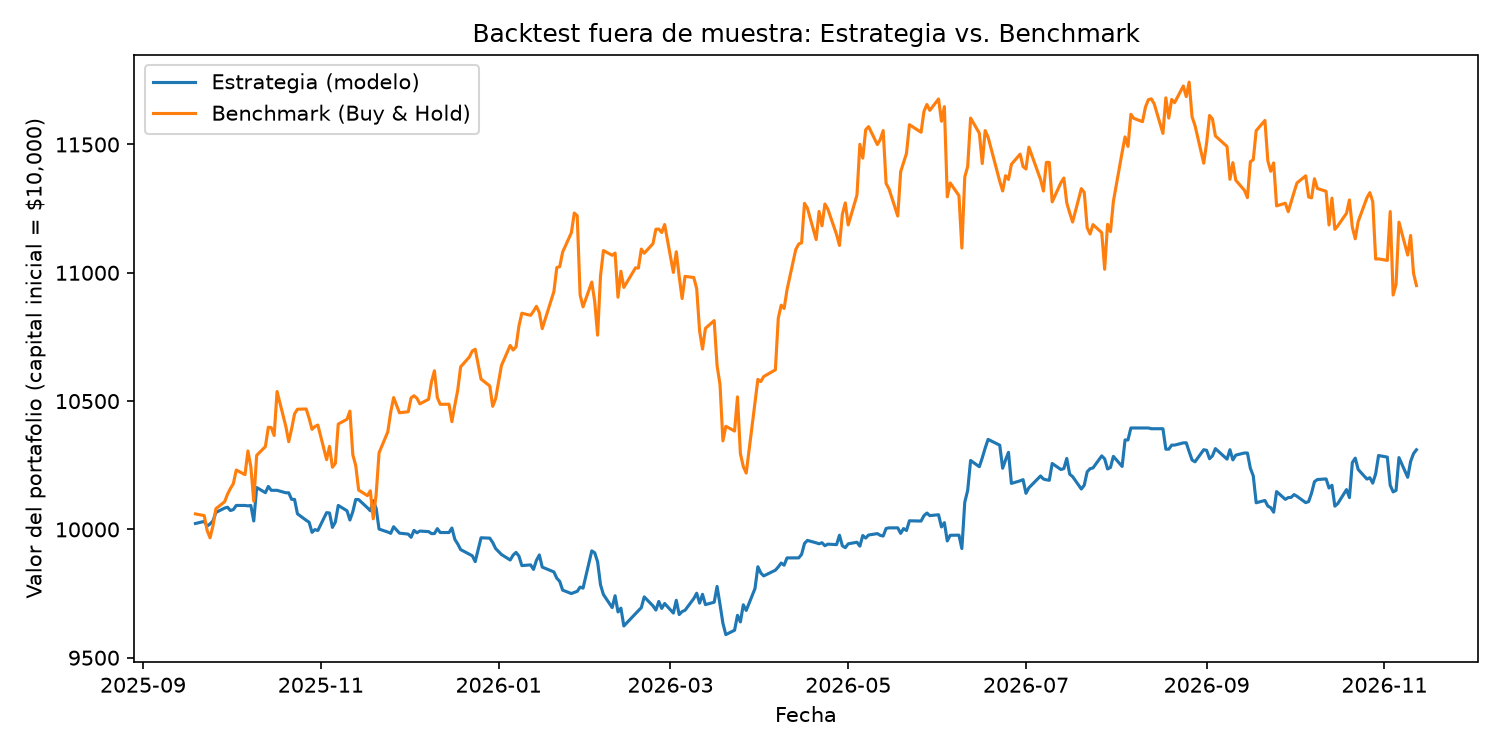 Backtest fuera de muestra: Estrategia vs. Benchmark
Estrategia (modelo)
Benchmark (Buy & Hold)
Valor del portafolio (capital inicial = $10,000)
11500
11000
10500
10000
9500
2025-09 2025-11 2026-01 2026-03 2026-05 2026-07 2026-09 2026-11
Fecha